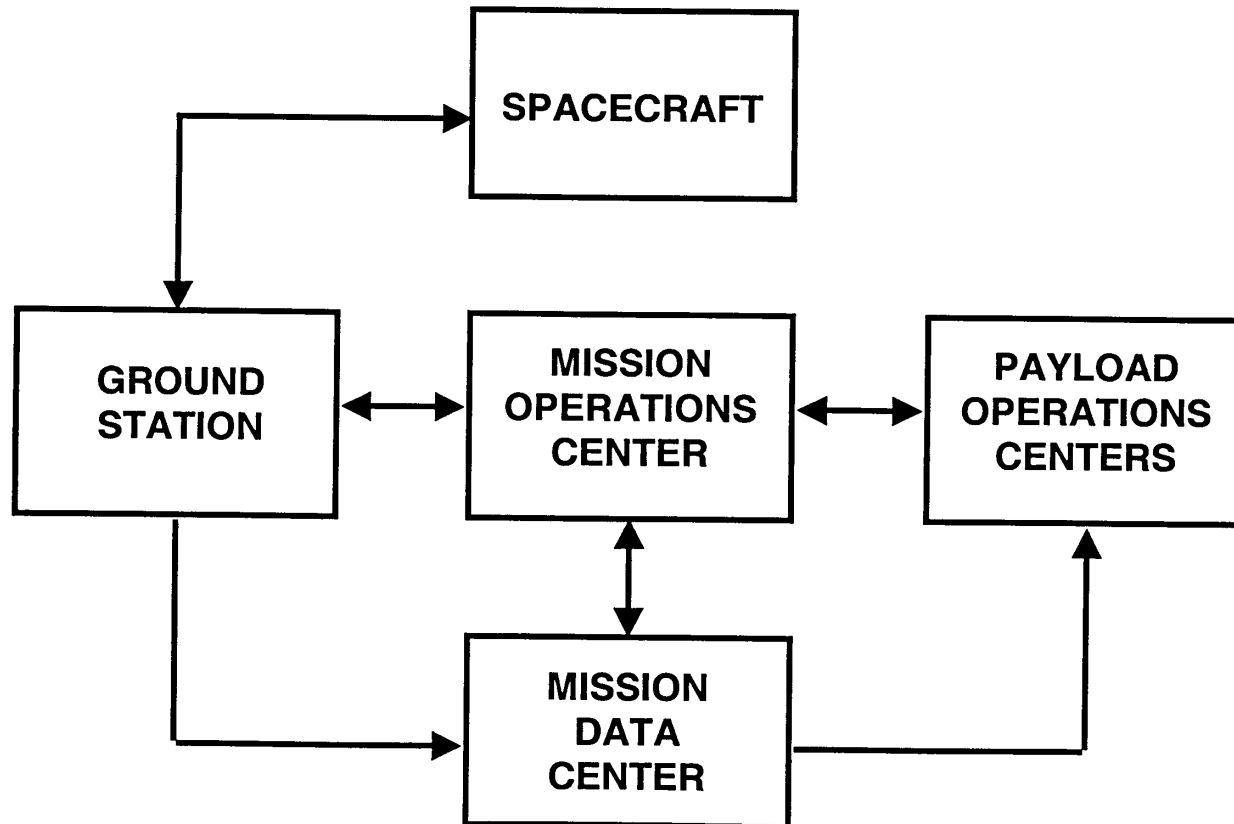 SPACECRAFT
GROUND
STATION
MISSION
OPERATIONS
CENTER
PAYLOAD
OPERATIONS
CENTERS
MISSION
DATA
CENTER